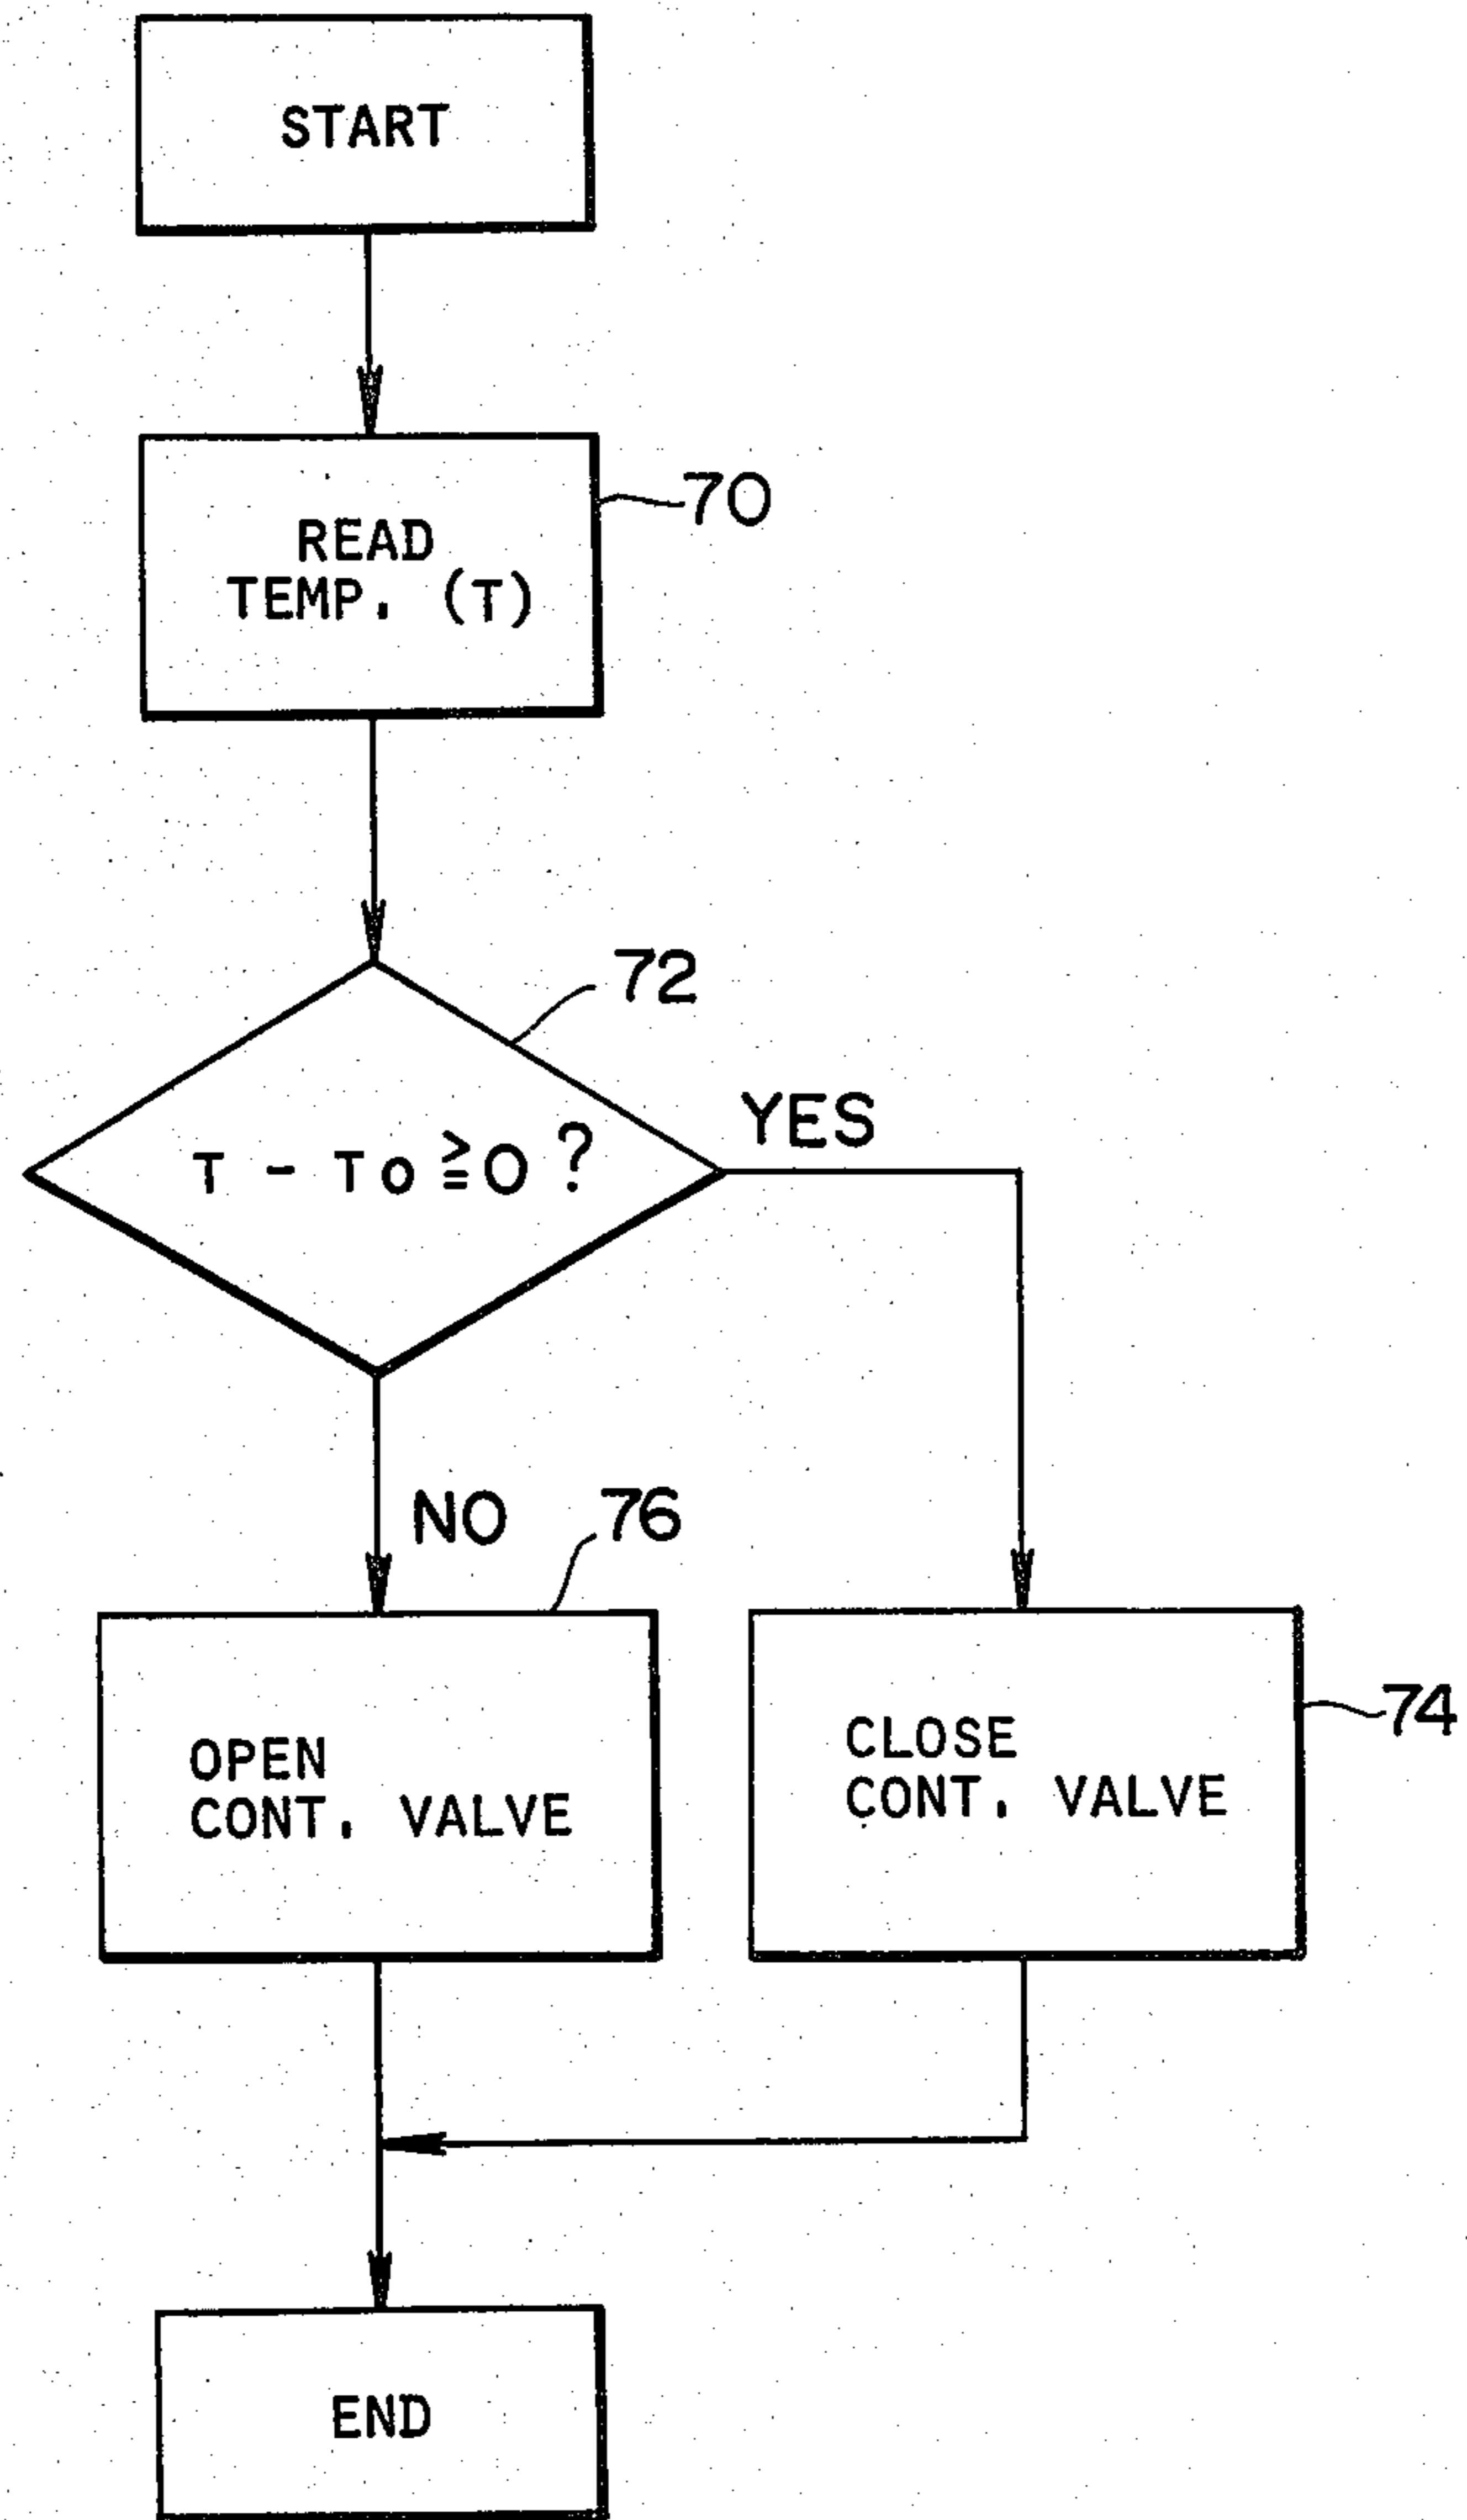 START
READ
TEMP. (T)
70
72
T - To ≧ 0 ?
YES
NO
76
OPEN
CONT. VALVE
CLOSE
CONT. VALVE
74
END